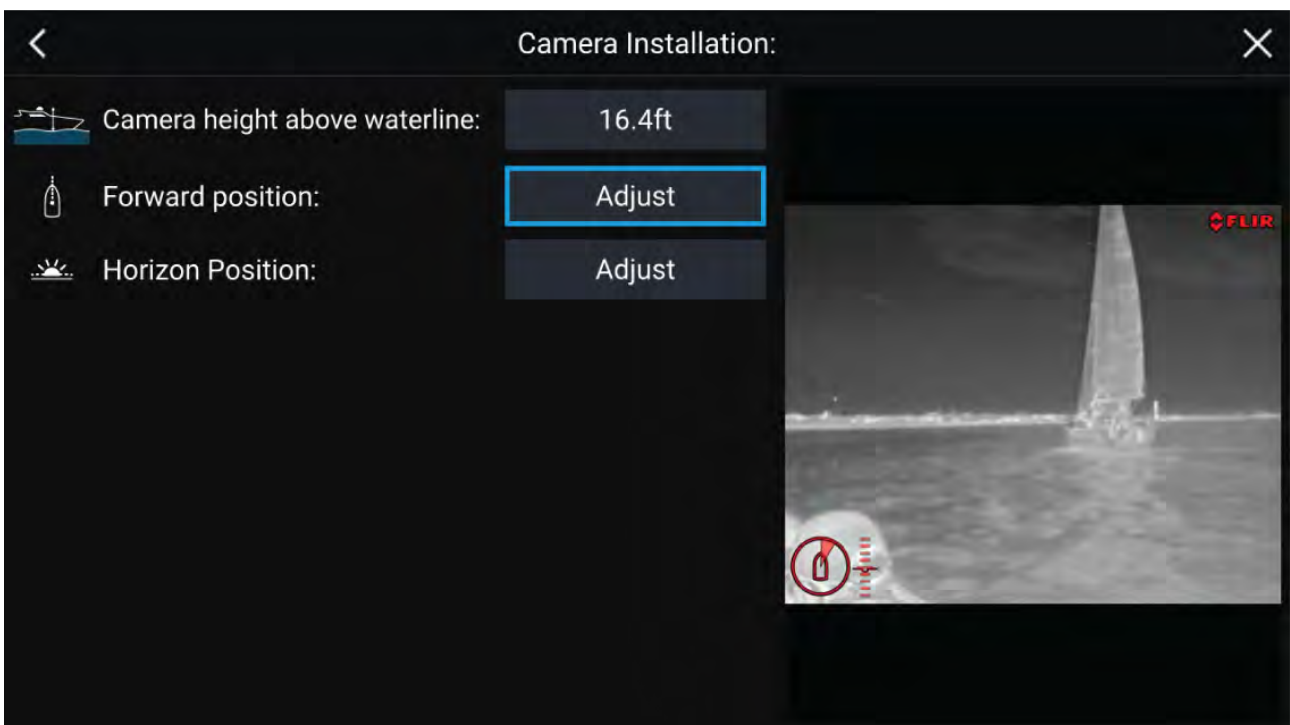 Camera Installation:
Camera height above waterline: 16.4ft
Forward position: Adjust
Horizon Position: Adjust
FLIR